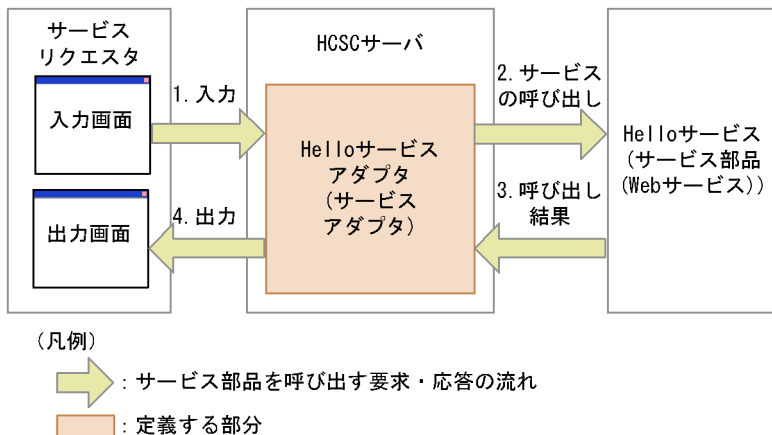 サービス
リクエスタ
入力画面
出力画面
1. 入力
4. 出力
HCSCサーバ
Helloサービス
アダプタ
(サービス
アダプタ)
2. サービス
の呼び出し
3. 呼び出し
結果
Helloサービス
(サービス部品
(Webサービス))
(凡例)
: サービス部品を呼び出す要求・応答の流れ
: 定義する部分